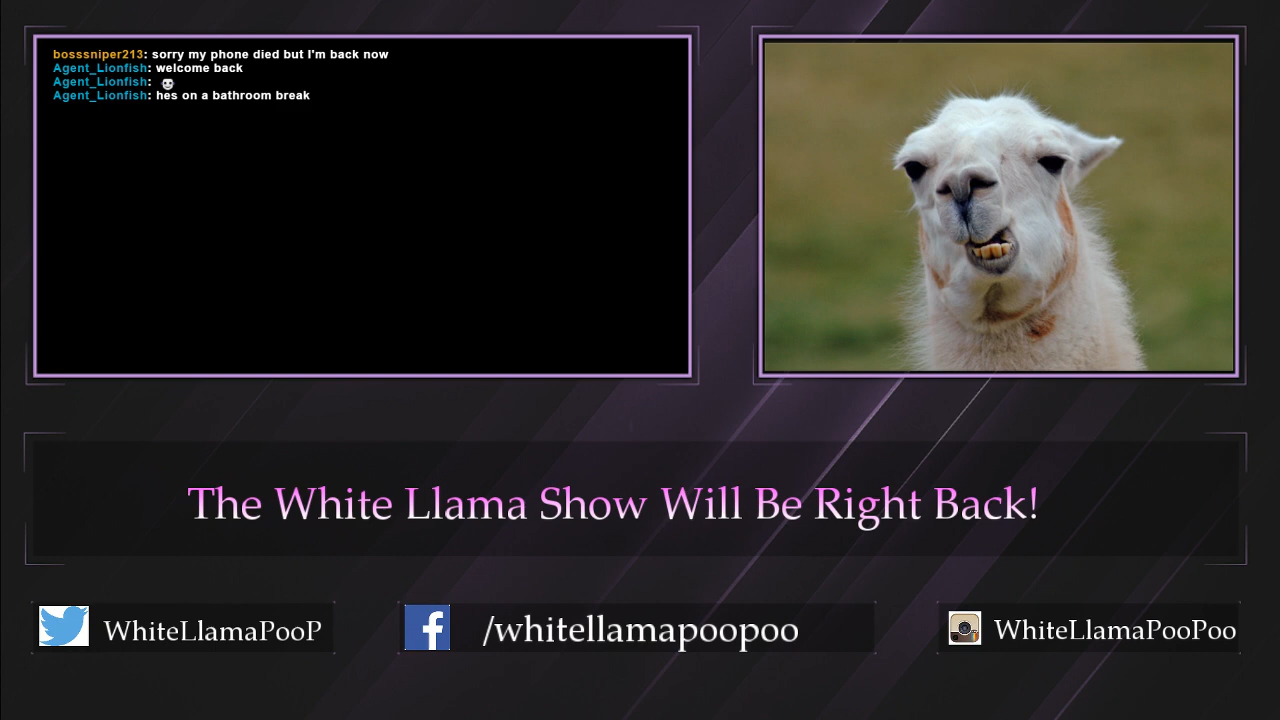 bosssniper213: sorry my phone died but I'm back now
Agent_Lionfish: welcome back
Agent_Lionfish:
Agent_Lionfish: hes on a bathroom break
The White Llama Show Will Be Right Back!
WhiteLlamaPooP
/whitellamapoopoo
WhiteLlamaPooPoo